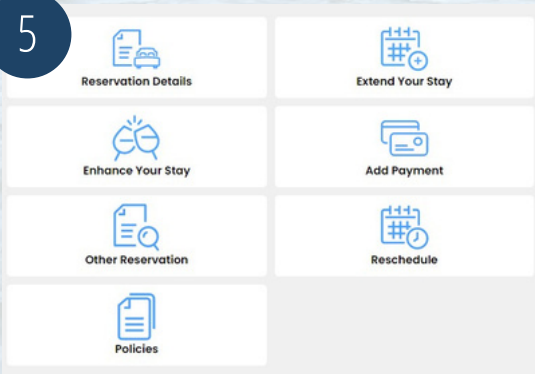 5
Reservation Details
Extend Your Stay
Enhance Your Stay
Add Payment
Other Reservation
Reschedule
Policies